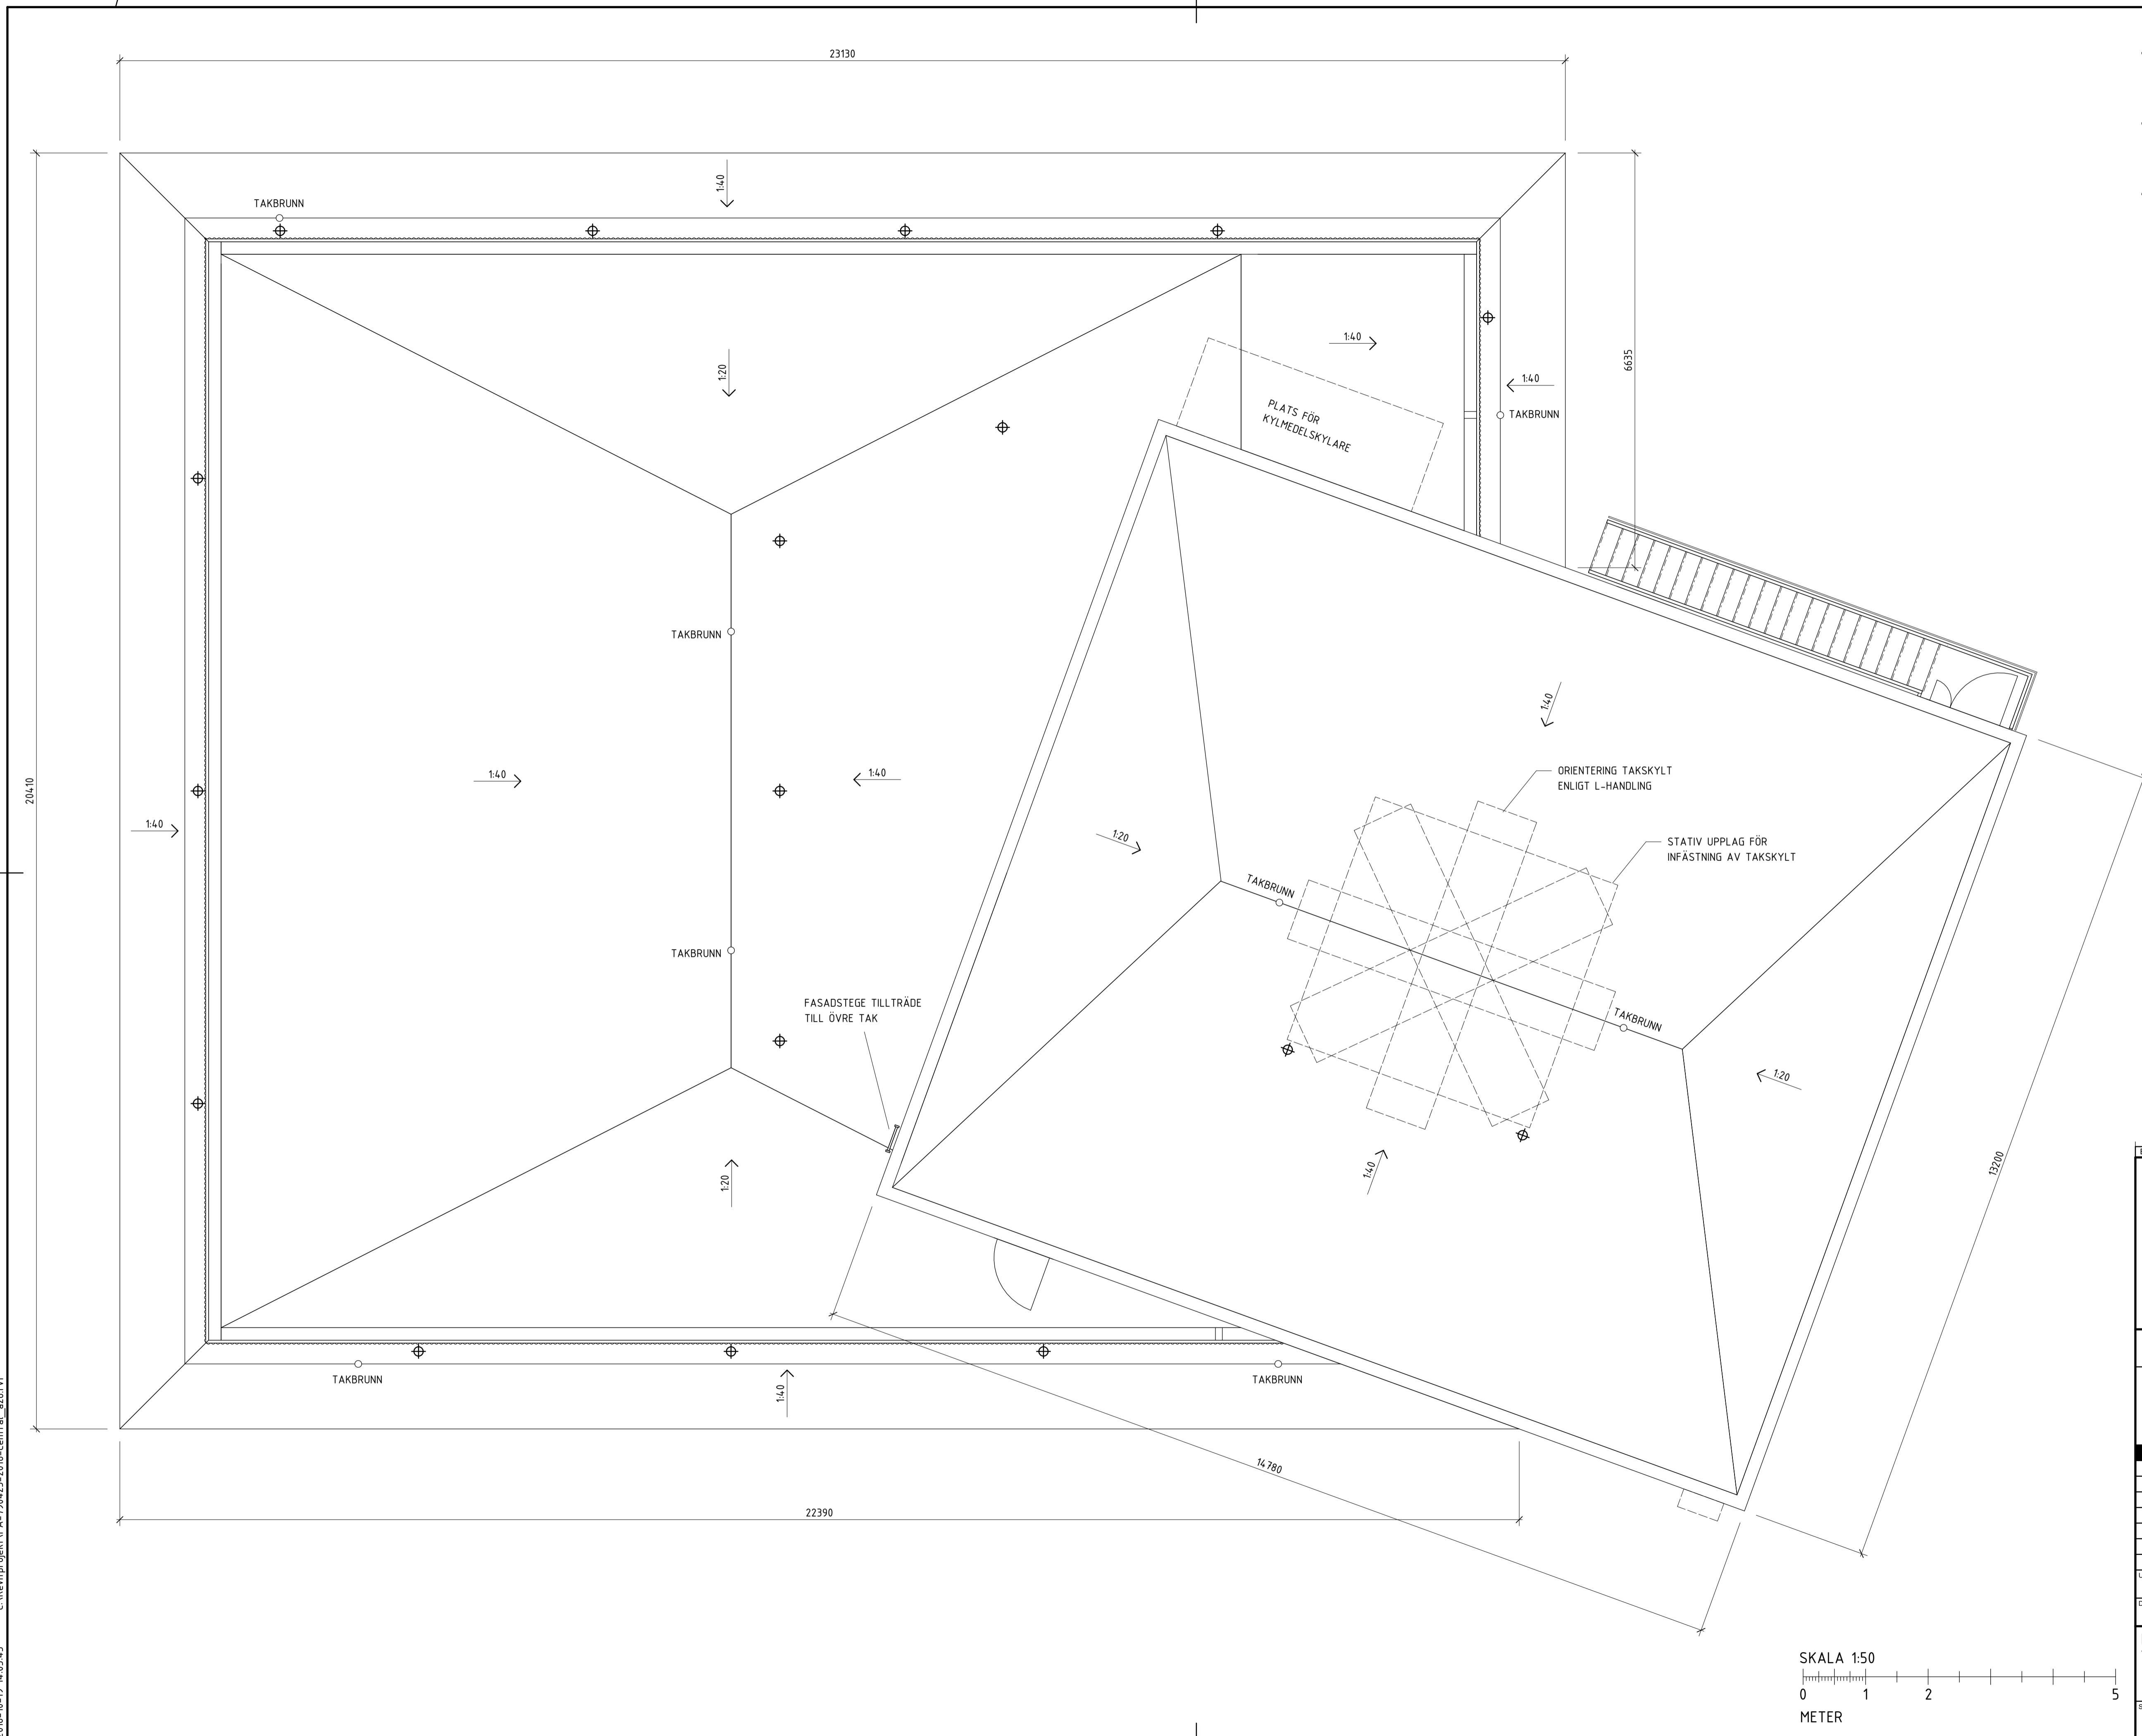 23130
TAKBRUNN
1:40
1:40
1:20
6635
1:40
TAKBRUNN
PLATS FÖR
KYLMEDELSKYLARE
TAKBRUNN
1:40
ORIENTERING TAKSKYLT
ENLIGT L-HANDLING
20410
1:40
1:40
1:40
1:20
STATIV UPPLAG FÖR
INFÄSTNING AV TAKSKYLT
TAKBRUNN
TAKBRUNN
FASADSTEGE TILLTRÄDE
TILL ÖVRE TAK
TAKBRUNN
1:20
1:20
1:40
13200
TAKBRUNN
1:40
TAKBRUNN
14780
22390
SKALA 1:50
0 1 2 5
METER